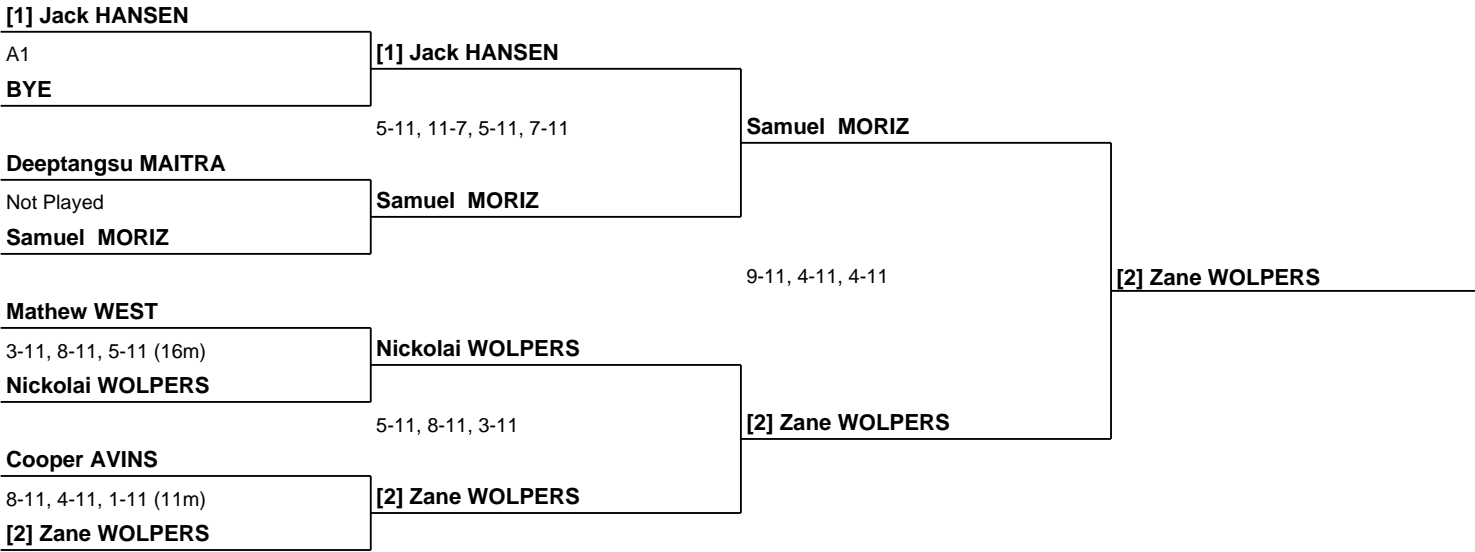 [1] Jack HANSEN
A1
BYE
Deeptangsu MAITRA
Not Played
Samuel MORIZ
Mathew WEST
3-11, 8-11, 5-11 (16m)
Nickolai WOLPERS
Cooper AVINS
8-11, 4-11, 1-11 (11m)
[2] Zane WOLPERS
[1] Jack HANSEN
5-11, 11-7, 5-11, 7-11
Samuel MORIZ
Nickolai WOLPERS
5-11, 8-11, 3-11
[2] Zane WOLPERS
Samuel MORIZ
9-11, 4-11, 4-11
[2] Zane WOLPERS
[2] Zane WOLPERS